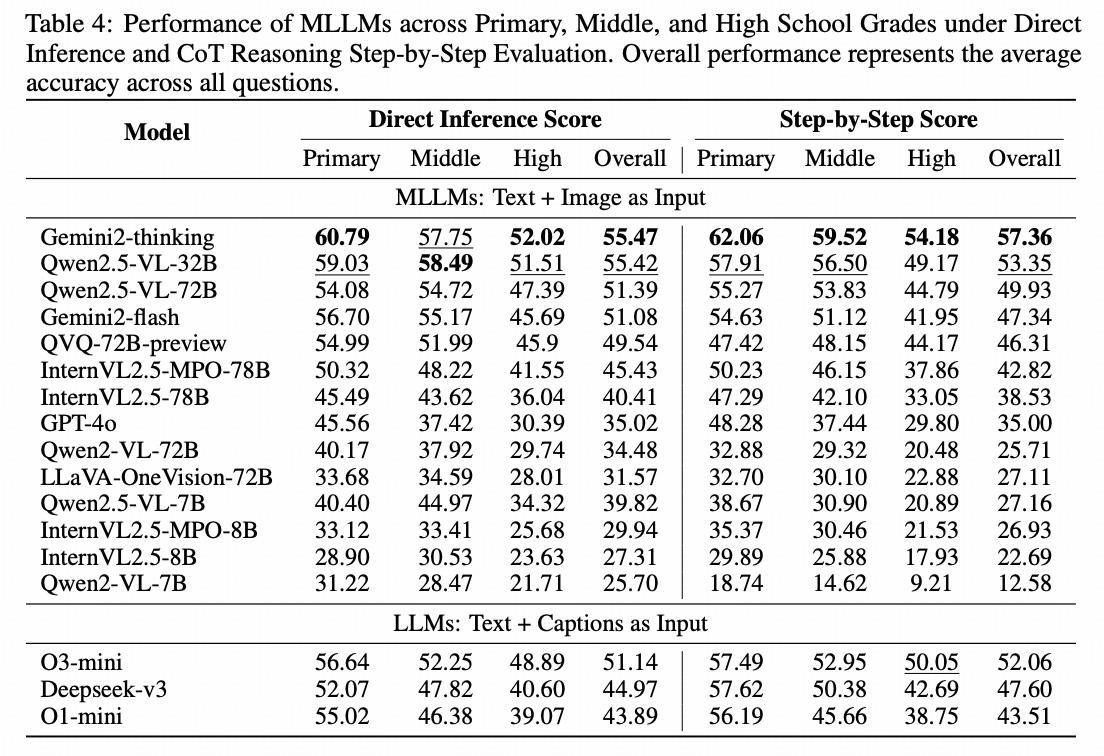 Table 4: Performance of MLLMs across Primary, Middle, and High School Grades under Direct
Inference and CoT Reasoning Step-by-Step Evaluation. Overall performance represents the average
accuracy across all questions.
Model Direct Inference Score Step-by-Step Score
Primary Middle High Overall Primary Middle High Overall
MLLMs: Text + Image as Input
Gemini2-thinking 60.79 57.75 52.02 55.47 62.06 59.52 54.18 57.36
Qwen2.5-VL-32B 59.03 58.49 51.51 55.42 57.91 56.50 49.17 53.35
Qwen2.5-VL-72B 54.08 54.72 47.39 51.39 55.27 53.83 44.79 49.93
Gemini2-flash 56.70 55.17 45.69 51.08 54.63 51.12 41.95 47.34
QVQ-72B-preview 54.99 51.99 45.9 49.54 47.42 48.15 44.17 46.31
InternVL2.5-MPO-78B 50.32 48.22 41.55 45.43 50.23 46.15 37.86 42.82
InternVL2.5-78B 45.49 43.62 36.04 40.41 47.29 42.10 33.05 38.53
GPT-4o 45.56 37.42 30.39 35.02 48.28 37.44 29.80 35.00
Qwen2-VL-72B 40.17 37.92 29.74 34.48 32.88 29.32 20.48 25.71
LLaVA-OneVision-72B 33.68 34.59 28.01 31.57 32.70 30.10 22.88 27.11
Qwen2.5-VL-7B 40.40 44.97 34.32 39.82 38.67 30.90 20.89 27.16
InternVL2.5-MPO-8B 33.12 33.41 25.68 29.94 35.37 30.46 21.53 26.93
InternVL2.5-8B 28.90 30.53 23.63 27.31 29.89 25.88 17.93 22.69
Qwen2-VL-7B 31.22 28.47 21.71 25.70 18.74 14.62 9.21 12.58
LLMs: Text + Captions as Input
O3-mini 56.64 52.25 48.89 51.14 57.49 52.95 50.05 52.06
Deepseek-v3 52.07 47.82 40.60 44.97 57.62 50.38 42.69 47.60
O1-mini 55.02 46.38 39.07 43.89 56.19 45.66 38.75 43.51